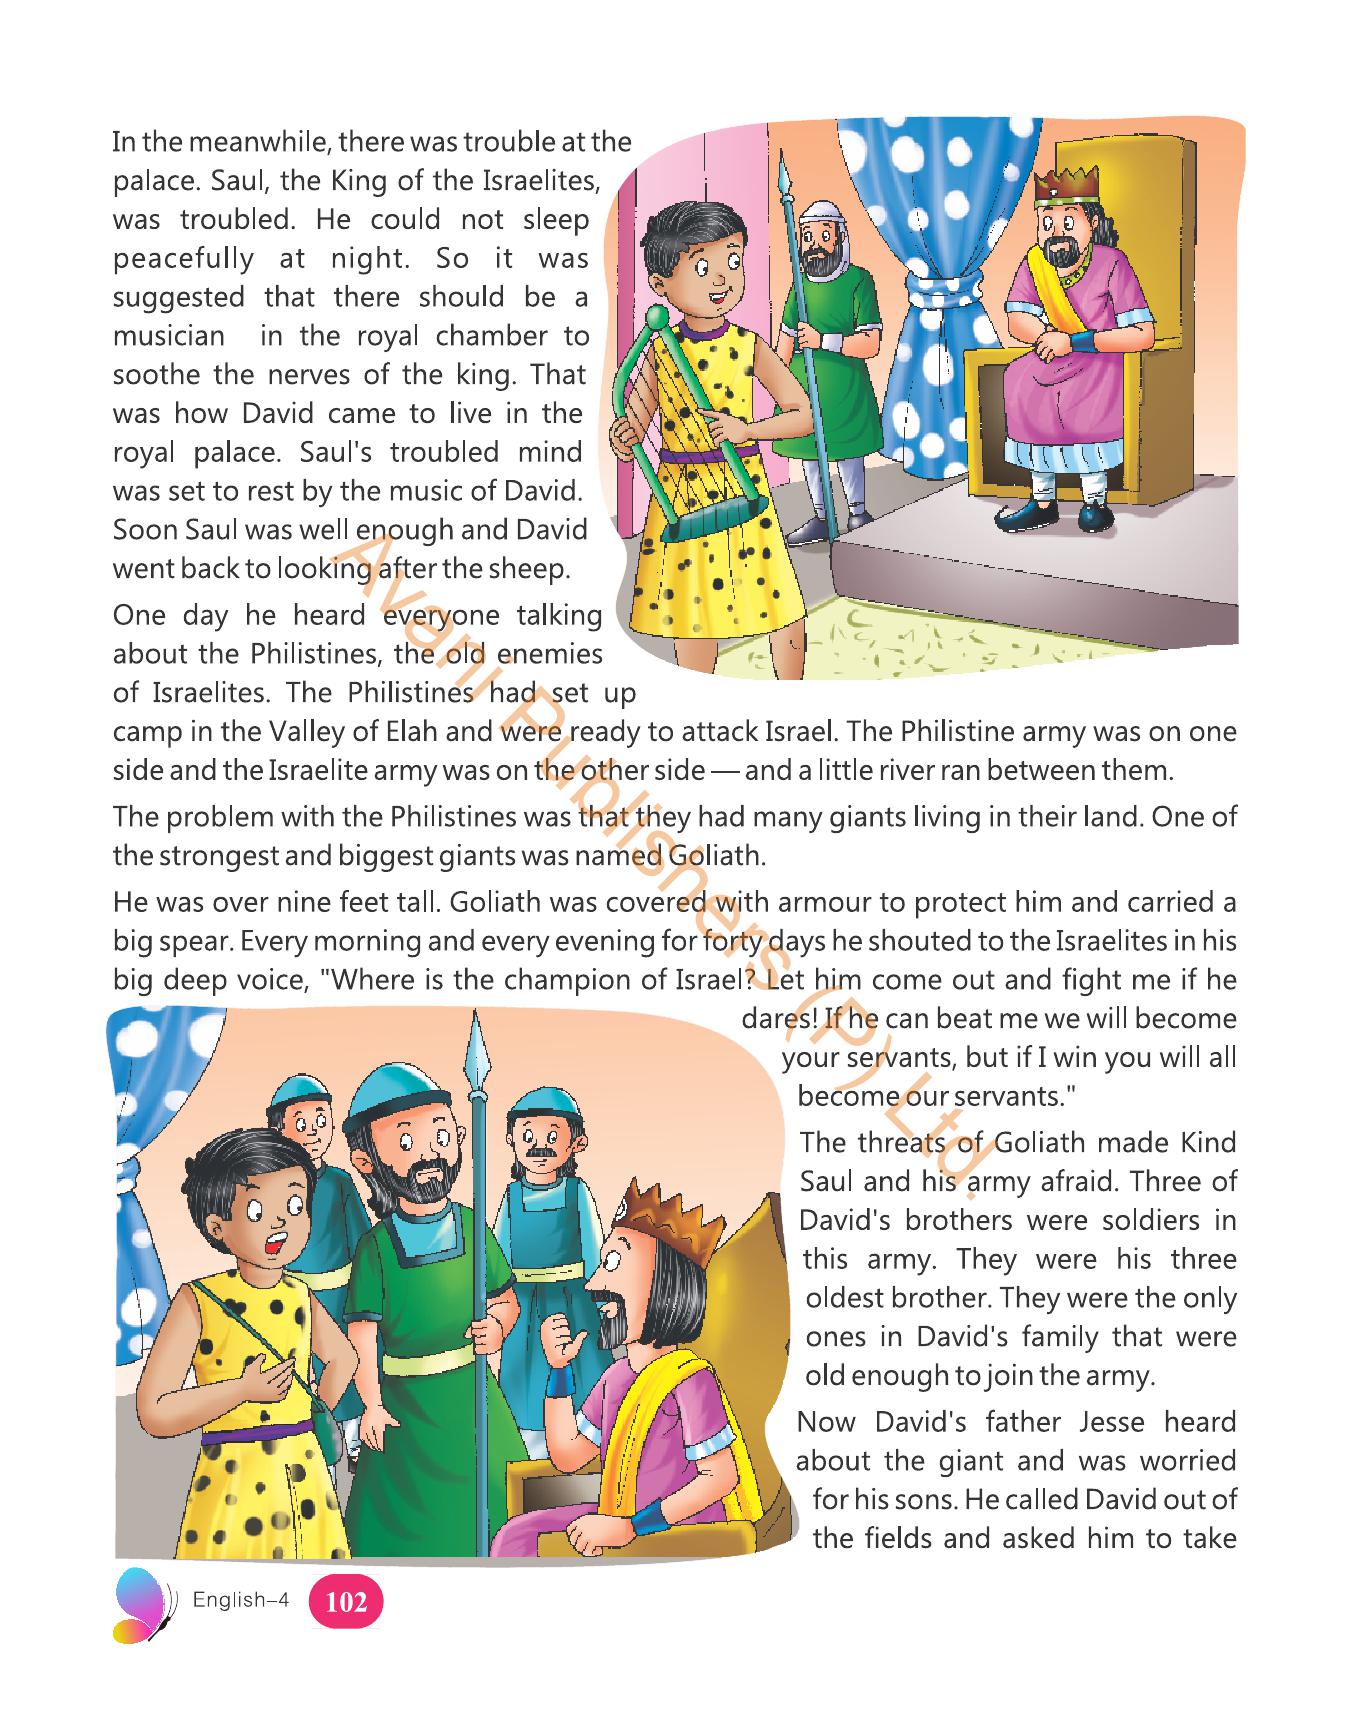 In the meanwhile, there was trouble at the
palace. Saul, the King of the Israelites,
was troubled. He could not sleep
peacefully at night. So it was
suggested that there should be a
musician in the royal chamber to
soothe the nerves of the king. That
was how David came to live in the
royal palace. Saul's troubled mind
was set to rest by the music of David.
Soon Saul was well enough and David
went back to looking after the sheep.
One day he heard everyone talking
about the Philistines, the old enemies
of Israelites. The Philistines had set up
camp in the Valley of Elah and were ready to attack Israel. The Philistine army was on one
side and the Israelite army was on the other side — and a little river ran between them.
The problem with the Philistines was that they had many giants living in their land. One of
the strongest and biggest giants was named Goliath.
He was over nine feet tall. Goliath was covered with armour to protect him and carried a
big spear. Every morning and every evening for forty days he shouted to the Israelites in his
big deep voice, "Where is the champion of Israel? Let him come out and fight me if he
dares! If he can beat me we will become
your servants, but if I win you will all
become our servants."
The threats of Goliath made Kind
Saul and his army afraid. Three of
David's brothers were soldiers in
this army. They were his three
oldest brother. They were the only
ones in David's family that were
old enough to join the army.
Now David's father Jesse heard
about the giant and was worried
for his sons. He called David out of
the fields and asked him to take
English–4 102
Avani Publishers (P) Ltd.